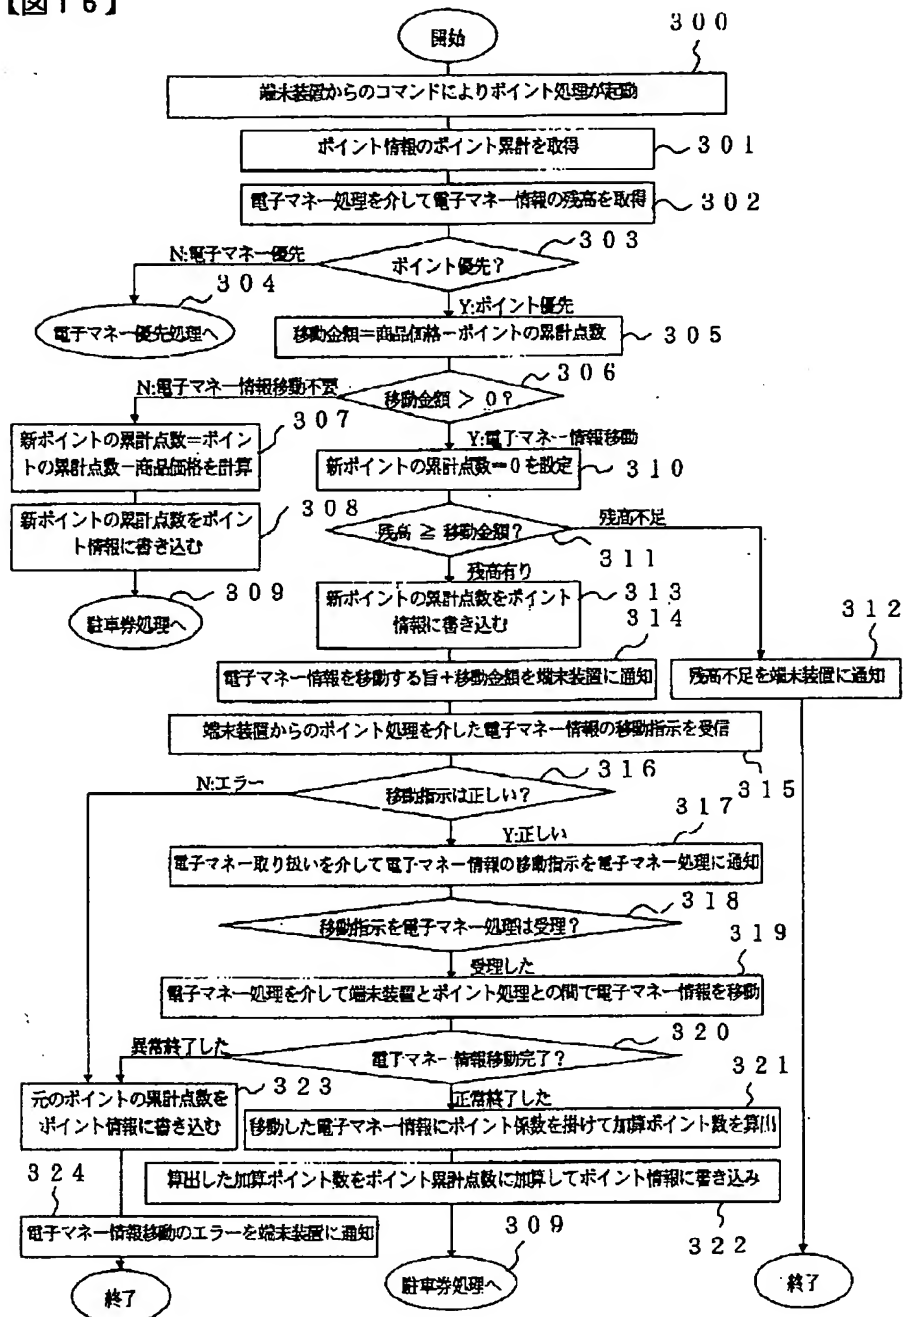 【図16】
開始
300
端末装置からのコマンドによりポイント処理が起動
ポイント情報のポイント累計を取得
301
電子マネー処理を介して電子マネー情報の残高を取得
302
303
ポイント優先?
N:電子マネー優先
304
Y:ポイント優先
電子マネー優先処理へ
移動金額=商品価格-ポイントの累計点数
305
306
N:電子マネー情報移動不要
移動金額 > 0?
307
Y:電子マネー情報移動
新ポイントの累計点数=ポイン
トの累計点数-商品価格を計算
新ポイントの累計点数=0を設定
310
308
新ポイントの累計点数をポイン
ト情報に書き込む
残高 ≧ 移動金額?
残高不足
311
309
残高有り
駐車券処理へ
新ポイントの累計点数をポイント
情報に書き込む
313
314
312
電子マネー情報を移動する旨+移動金額を端末装置に通知
残高不足を端末装置に通知
端末装置からのポイント処理を介した電子マネー情報の移動指示を受信
315
316
N:エラー
移動指示は正しい?
317
Y:正しい
電子マネー取り扱いを介して電子マネー情報の移動指示を電子マネー処理に通知
318
移動指示を電子マネー処理は受理?
319
受理した
電子マネー処理を介して端末装置とポイント処理との間で電子マネー情報を移動
320
異常終了した
電子マネー情報移動完了?
321
323
正常終了した
元のポイントの累計点数を
ポイント情報に書き込む
移動した電子マネー情報にポイント係数を掛けて加算ポイント数を算出
324
算出した加算ポイント数をポイント累計点数に加算してポイント情報に書き込み
322
電子マネー情報移動のエラーを端末装置に通知
309
終了
駐車券処理へ
終了